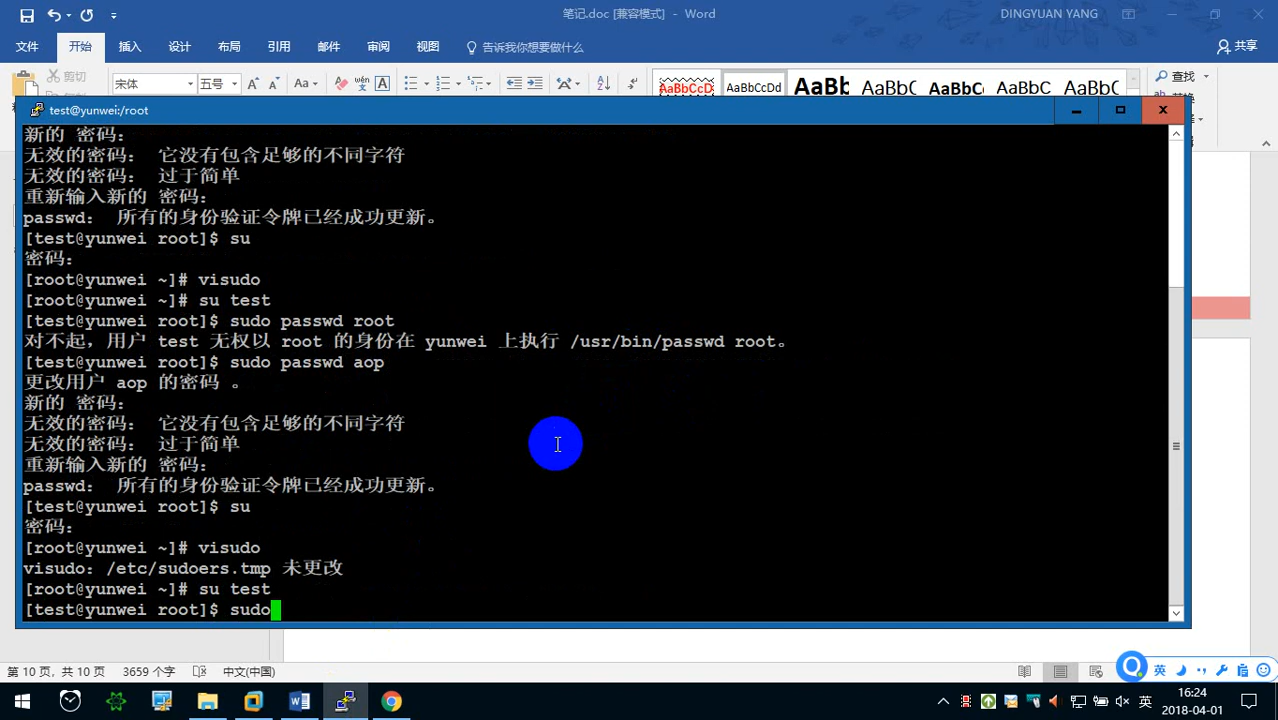 笔记.doc [兼容模式] - Word
DINGYUAN YANG
文件 开始 插入 设计 布局 引用 邮件 审阅 视图 告诉我你想要做什么 共享
剪切 宋体 五号 Aa A AaBbCcD AaBbCcDd AaBb AaBbC AaBbC AaBbC AaBbC 查找
替换
test@yunwei:/root
新的 密码:
无效的密码: 它没有包含足够的不同字符
无效的密码: 过于简单
重新输入新的 密码:
passwd: 所有的身份验证令牌已经成功更新。
[test@yunwei root]$ su
密码:
[root@yunwei ~]# visudo
[root@yunwei ~]# su test
[test@yunwei root]$ sudo passwd root
对不起，用户 test 无权以 root 的身份在 yunwei 上执行 /usr/bin/passwd root。
[test@yunwei root]$ sudo passwd aop
更改用户 aop 的密码 。
新的 密码:
无效的密码: 它没有包含足够的不同字符
无效的密码: 过于简单
重新输入新的 密码:
passwd: 所有的身份验证令牌已经成功更新。
[test@yunwei root]$ su
密码:
[root@yunwei ~]# visudo
visudo: /etc/sudoers.tmp 未更改
[root@yunwei ~]# su test
[test@yunwei root]$ sudo
第 10 页，共 10 页 3659 个字 中文(中国) 英
英 16:24
2018-04-01